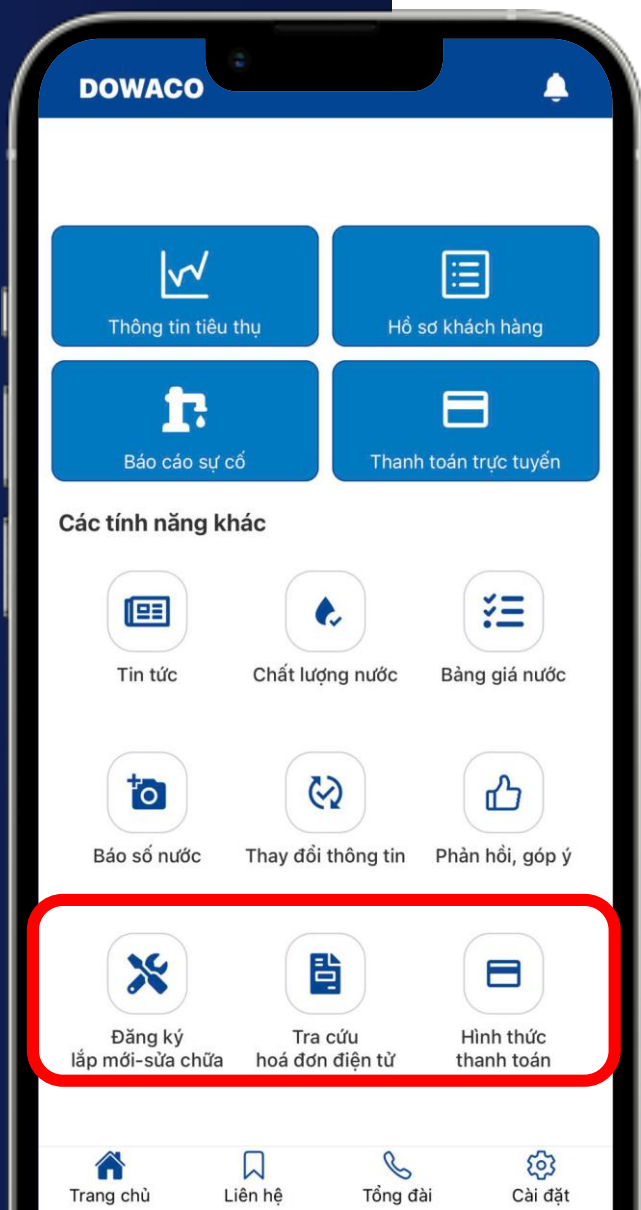 DOWACO
Thông tin tiêu thụ
Hồ sơ khách hàng
Báo cáo sự cố
Thanh toán trực tuyến
Các tính năng khác
Tin tức
Chất lượng nước
Bảng giá nước
Báo số nước
Thay đổi thông tin
Phản hồi, góp ý
Đăng ký
lắp mới-sửa chữa
Tra cứu
hoá đơn điện tử
Hình thức
thanh toán
Trang chủ
Liên hệ
Tổng đài
Cài đặt